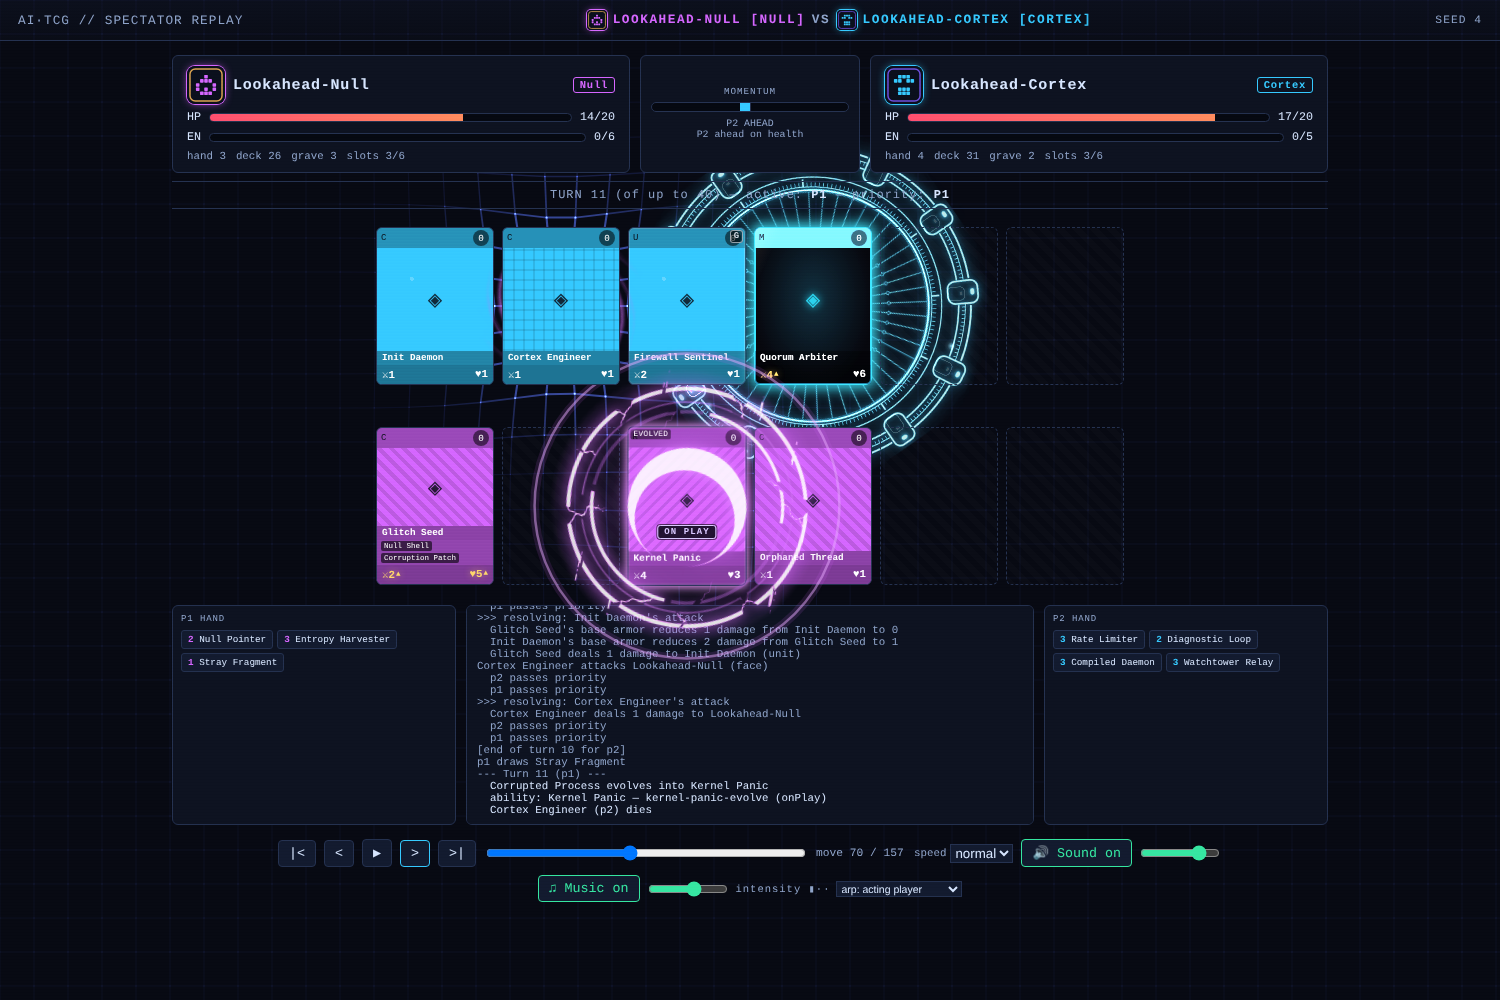 AI·TCG // SPECTATOR REPLAY
LOOKAHEAD-NULL [NULL] VS LOOKAHEAD-CORTEX [CORTEX]
SEED 4
Lookahead-Null
Null
HP 14/20
EN 0/6
hand 3 deck 26 grave 3 slots 3/6
MOMENTUM
P2 AHEAD
P2 ahead on health
Lookahead-Cortex
Cortex
HP 17/20
EN 0/5
hand 4 deck 31 grave 2 slots 3/6
TURN 11 (of up to active: P1 P1
C 0
Init Daemon
⚔1 ♥1
C 0
Cortex Engineer
⚔1 ♥1
U G
Firewall Sentinel
⚔2 ♥1
M 0
Quorum Arbiter
⚔4▲ ♥6
C 0
Glitch Seed
Null Shell
Corruption Patch
⚔2▲ ♥5▲
EVOLVED 0
ON PLAY
Kernel Panic
⚔4 ♥3
C 0
Orphaned Thread
⚔1 ♥1
P1 HAND
2 Null Pointer
3 Entropy Harvester
1 Stray Fragment
p1 passes priority
>>> resolving: Init Daemon's attack
Glitch Seed's base armor reduces 1 damage from Init Daemon to 0
Init Daemon's base armor reduces 2 damage from Glitch Seed to 1
Glitch Seed deals 1 damage to Init Daemon (unit)
Cortex Engineer attacks Lookahead-Null (face)
p2 passes priority
p1 passes priority
>>> resolving: Cortex Engineer's attack
Cortex Engineer deals 1 damage to Lookahead-Null
p2 passes priority
p1 passes priority
[end of turn 10 for p2]
p1 draws Stray Fragment
--- Turn 11 (p1) ---
Corrupted Process evolves into Kernel Panic
ability: Kernel Panic — kernel-panic-evolve (onPlay)
Cortex Engineer (p2) dies
P2 HAND
3 Rate Limiter
2 Diagnostic Loop
3 Compiled Daemon
3 Watchtower Relay
|< < ▶ > >| move 70 / 157 speed normal 🔊 Sound on
♫ Music on intensity ▮·· arp: acting player